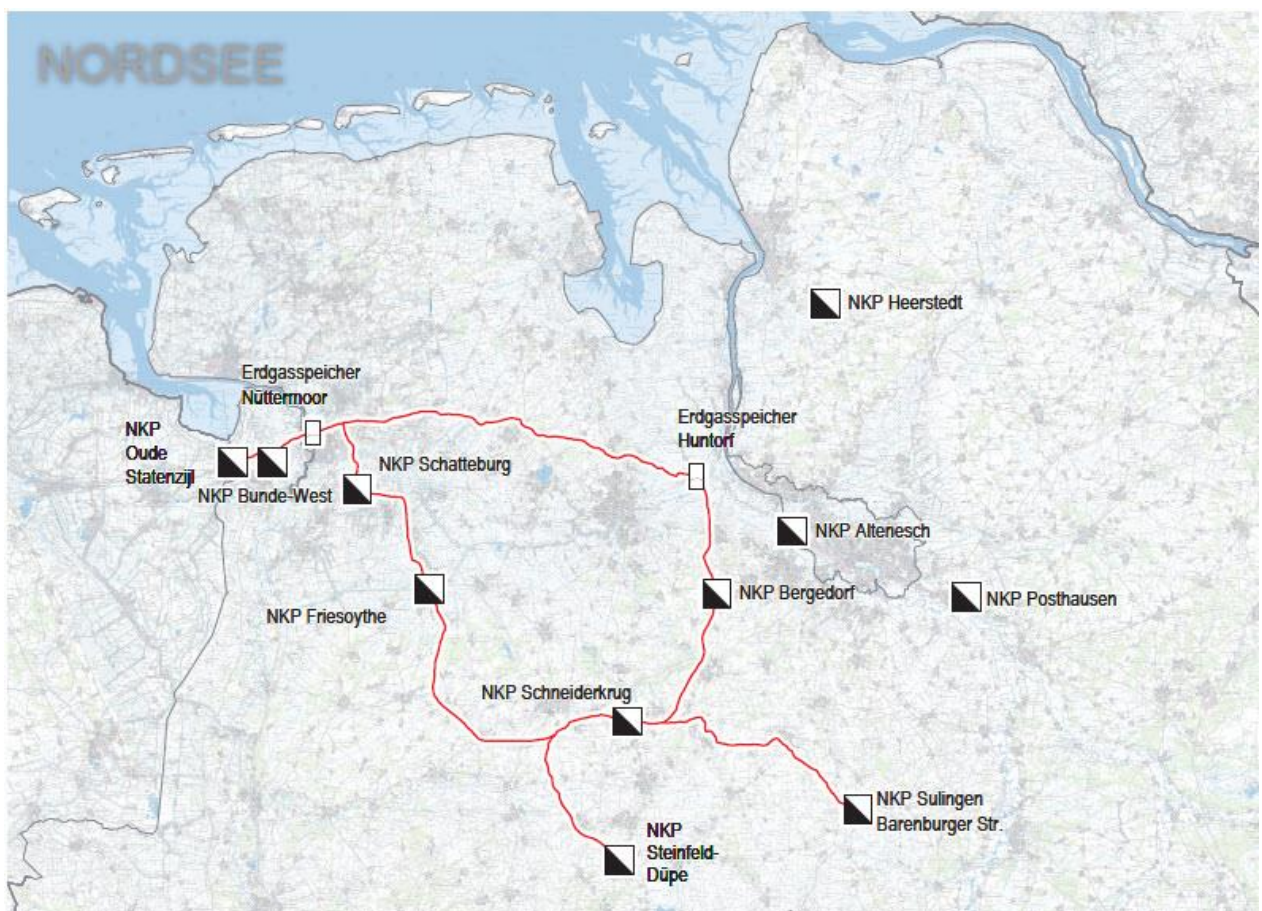 NORDSEE
NKP Heerstedt
Erdgasspeicher
Nüttermoor
Erdgasspeicher
Huntorf
NKP
Oude
Statenzijl
NKP Schatteburg
NKP Bunde-West
NKP Altenesch
NKP Bergedorf
NKP Posthausen
NKP Friesoythe
NKP Schneiderkrug
NKP Sulingen
Barenburger Str.
NKP
Steinfeld-
Düpe